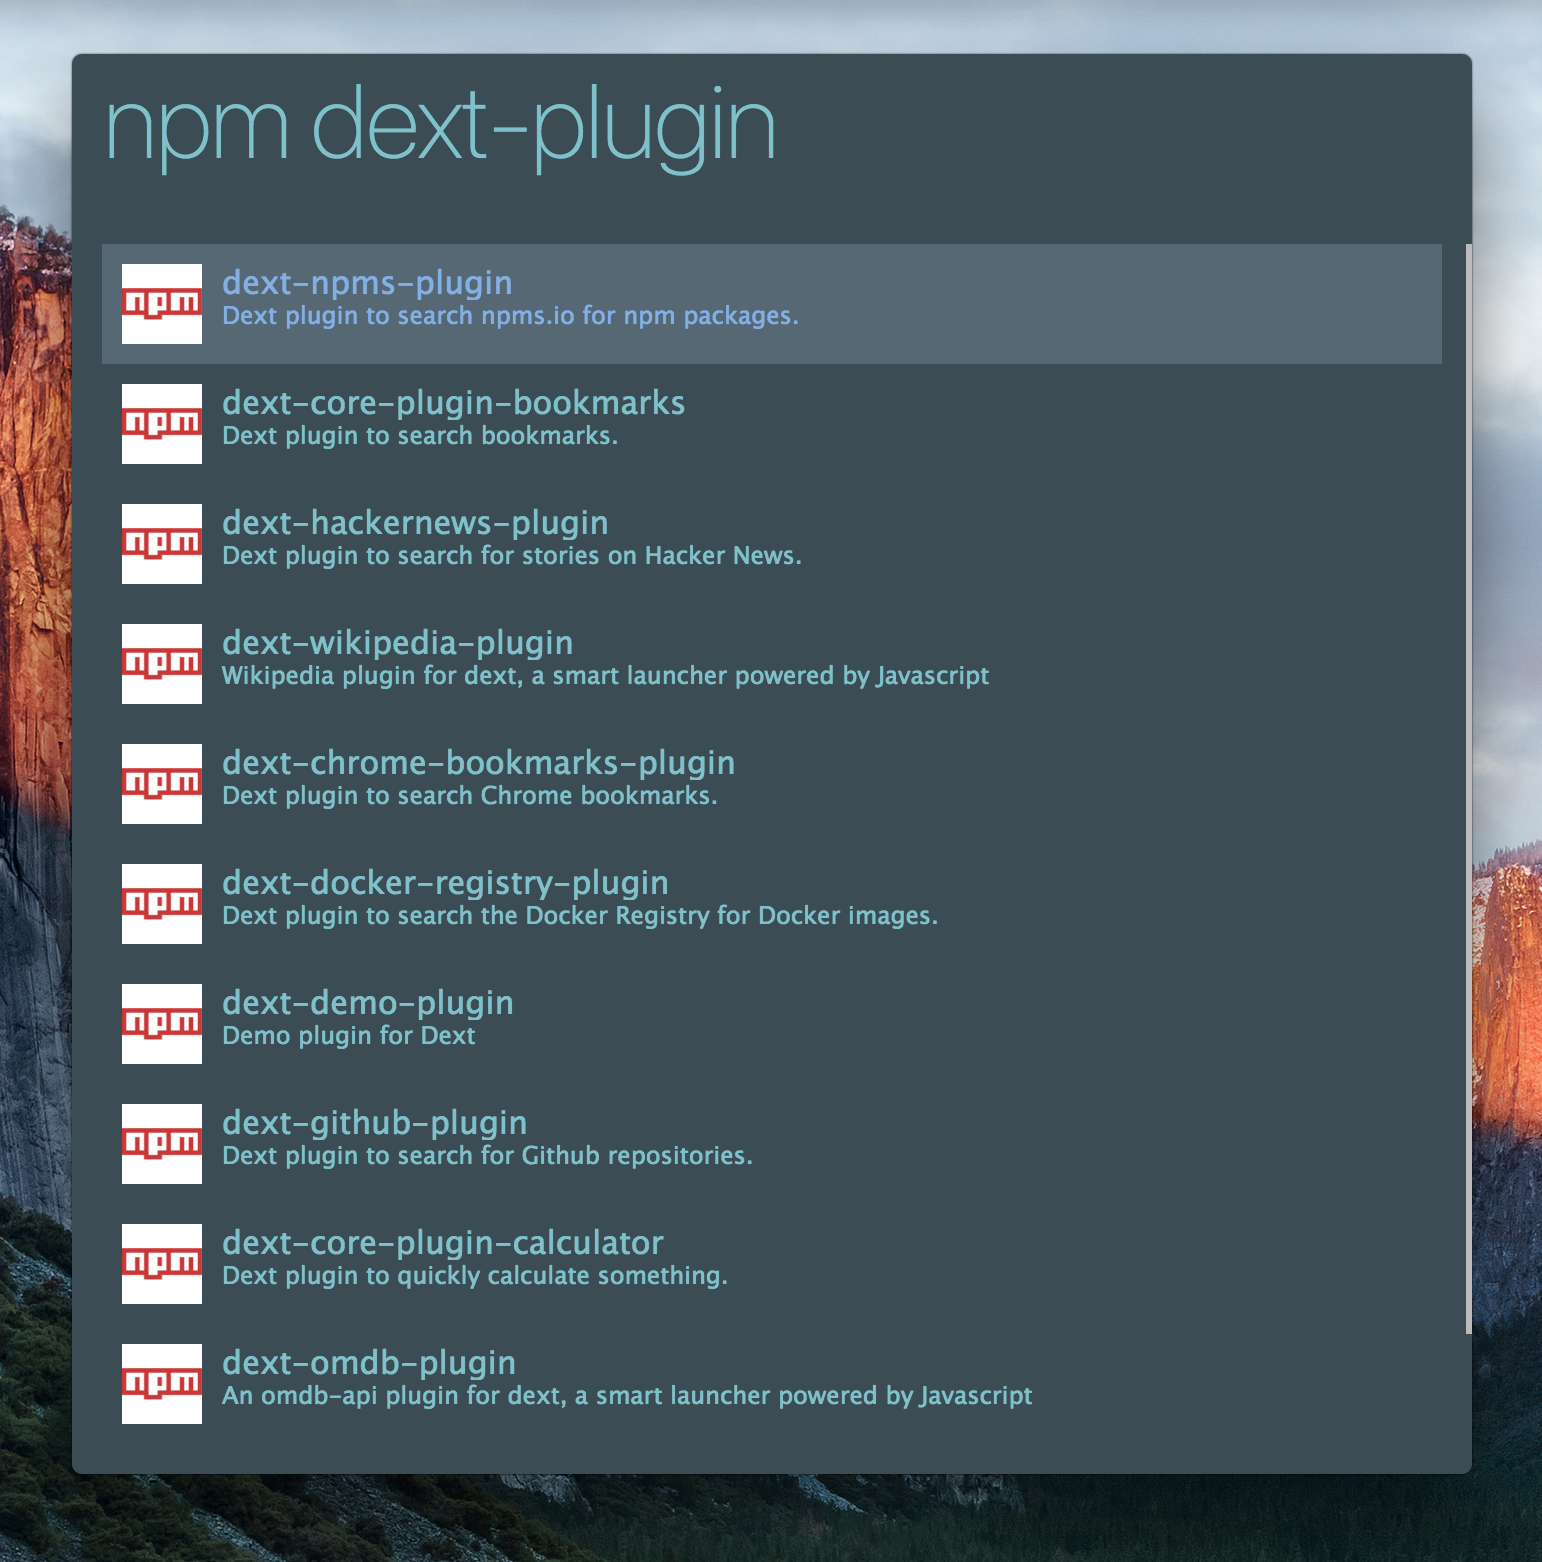 npm dext-plugin
npm
dext-npms-plugin
Dext plugin to search npms.io for npm packages.
npm
dext-core-plugin-bookmarks
Dext plugin to search bookmarks.
npm
dext-hackernews-plugin
Dext plugin to search for stories on Hacker News.
npm
dext-wikipedia-plugin
Wikipedia plugin for dext, a smart launcher powered by Javascript
npm
dext-chrome-bookmarks-plugin
Dext plugin to search Chrome bookmarks.
npm
dext-docker-registry-plugin
Dext plugin to search the Docker Registry for Docker images.
npm
dext-demo-plugin
Demo plugin for Dext
npm
dext-github-plugin
Dext plugin to search for Github repositories.
npm
dext-core-plugin-calculator
Dext plugin to quickly calculate something.
npm
dext-omdb-plugin
An omdb-api plugin for dext, a smart launcher powered by Javascript